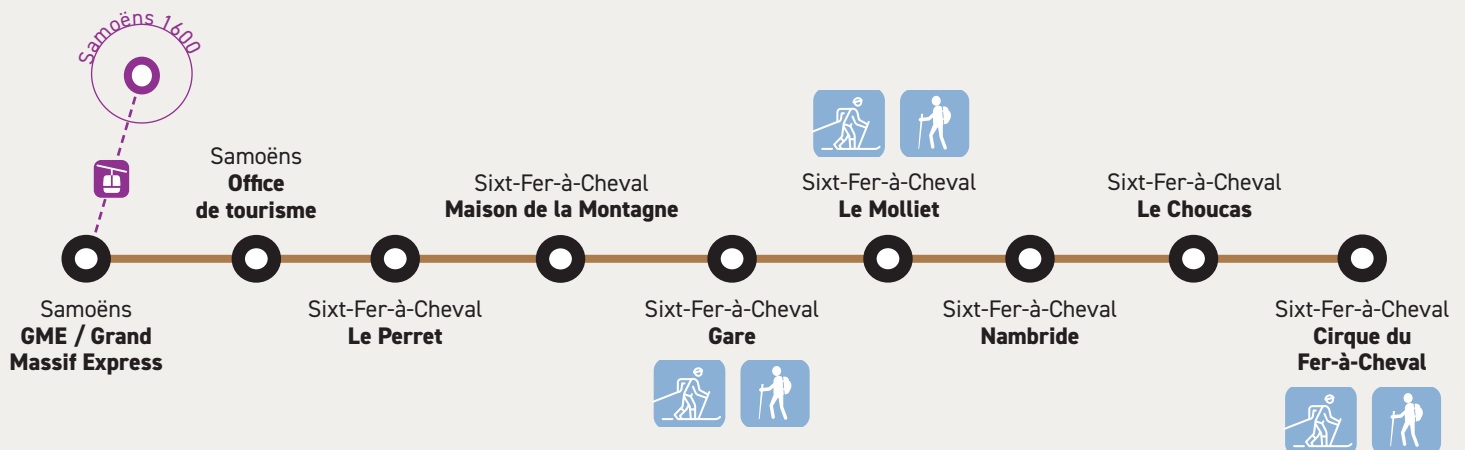 Samoëns 1600
Samoëns
GME / Grand
Massif Express
Samoëns
Office
de tourisme
Sixt-Fer-à-Cheval
Le Perret
Sixt-Fer-à-Cheval
Maison de la Montagne
Sixt-Fer-à-Cheval
Gare
Sixt-Fer-à-Cheval
Le Molliet
Sixt-Fer-à-Cheval
Nambride
Sixt-Fer-à-Cheval
Le Choucas
Sixt-Fer-à-Cheval
Cirque du
Fer-à-Cheval